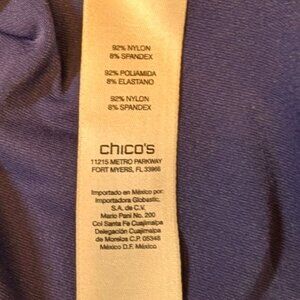 92% NYLON
8% SPANDEX
92% POLIAMIDA
8% ELASTANO
92% NYLON
8% SPANDEX
chico's
11215 METRO PARKWAY
FORT MYERS, FL 33966
Importado en México por:
Importadora Globastic,
S.A. de C.V.
Mario Pani No. 200
Col Santa Fe Cuajimalpa
Delegación Cuajimalpa
de Morelos C.P. 05348
México D.F. México